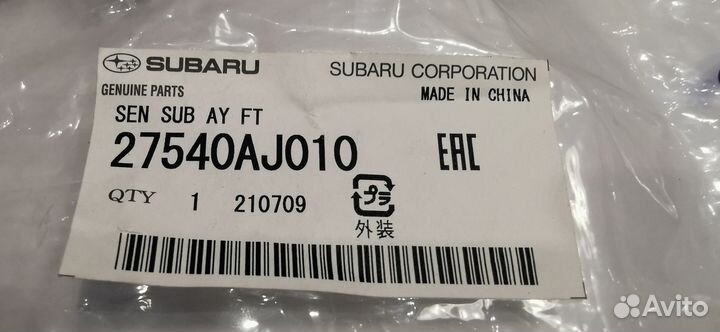 SUBARU
SUBARU CORPORATION
GENUINE PARTS
MADE IN CHINA
SEN SUB AY FT
27540AJ010
EAC
QTY 1 210709
プラ
外装
Avito